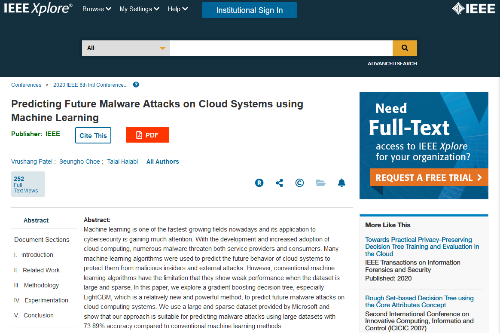 IEEE Xplore®
Browse
My Settings
Help
Institutional Sign In
IEEE
All
ADVANCED SEARCH
Conferences > 2020 IEEE 6th Intl Conference...
Predicting Future Malware Attacks on Cloud Systems using
Machine Learning
Publisher: IEEE
Cite This
PDF
Vrushang Patel ; Seungho Choe ; Talal Halabi All Authors
252
Full
Text Views
Abstract
Document Sections
I. Introduction
II. Related Work
III. Methodology
IV. Experimentation
V. Conclusion
Abstract:
Machine learning is one of the fastest growing fields nowadays and its application to
cybersecurity is gaining much attention. With the development and increased adoption of
cloud computing, numerous malware threaten both service providers and consumers. Many
machine learning algorithms were used to predict the future behavior of cloud systems to
protect them from malicious insiders and external attacks. However, conventional machine
learning algorithms have the limitation that they show weak performance when the dataset is
large and sparse. In this paper, we explore a gradient boosting decision tree, especially
LightGBM, which is a relatively new and powerful method, to predict future malware attacks on
cloud computing systems. We use a large and sparse dataset provided by Microsoft and
show that our approach is suitable for predicting malware attacks using large datasets with
73.89% accuracy compared to conventional machine learning methods
Need
Full-Text
access to IEEE Xplore
for your organization?
REQUEST A FREE TRIAL >
More Like This
Towards Practical Privacy-Preserving
Decision Tree Training and Evaluation in
the Cloud
IEEE Transactions on Information
Forensics and Security
Published: 2020
Rough Set-based Decision Tree using
the Core Attributes Concept
Second International Conference on
Innovative Computing, Informatio and
Control (ICICIC 2007)